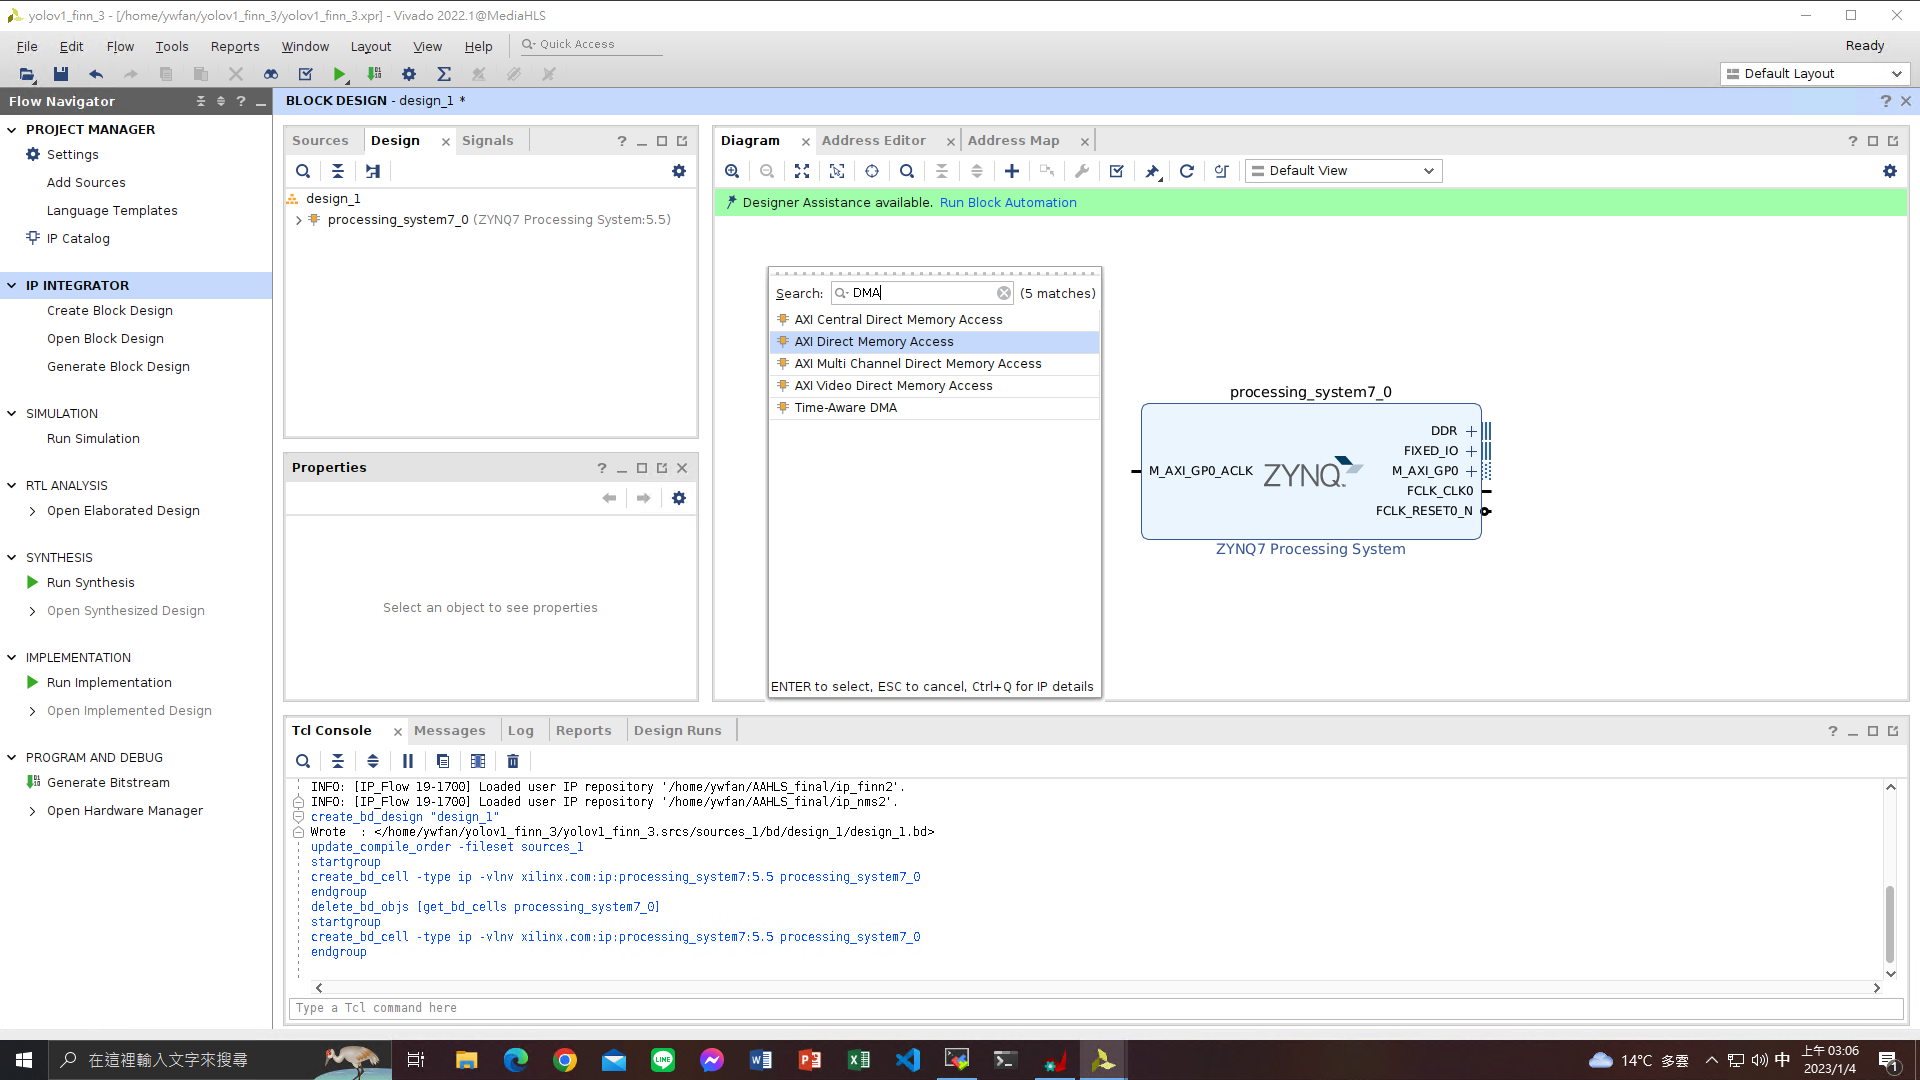 yolov1_finn_3 - [/home/ywfan/yolov1_finn_3/yolov1_finn_3.xpr] - Vivado 2022.1@MediaHLS
File Edit Flow Tools Reports Window Layout View Help Quick Access Ready
Default Layout
Flow Navigator
PROJECT MANAGER
Settings
Add Sources
Language Templates
IP Catalog
IP INTEGRATOR
Create Block Design
Open Block Design
Generate Block Design
SIMULATION
Run Simulation
RTL ANALYSIS
Open Elaborated Design
SYNTHESIS
Run Synthesis
Open Synthesized Design
IMPLEMENTATION
Run Implementation
Open Implemented Design
PROGRAM AND DEBUG
Generate Bitstream
Open Hardware Manager
BLOCK DESIGN - design_1 *
Sources Design Signals
design_1
processing_system7_0 (ZYNQ7 Processing System:5.5)
Properties
Select an object to see properties
Diagram Address Editor Address Map
Default View
Designer Assistance available. Run Block Automation
Search: DMA (5 matches)
AXI Central Direct Memory Access
AXI Direct Memory Access
AXI Multi Channel Direct Memory Access
AXI Video Direct Memory Access
Time-Aware DMA
ENTER to select, ESC to cancel, Ctrl+Q for IP details
processing_system7_0
DDR
FIXED_IO
M_AXI_GP0_ACLK ZYNQ M_AXI_GP0
FCLK_CLK0
FCLK_RESET0_N
ZYNQ7 Processing System
Tcl Console Messages Log Reports Design Runs
INFO: [IP_Flow 19-1700] Loaded user IP repository '/home/ywfan/AAHLS_final/ip_finn2'.
INFO: [IP_Flow 19-1700] Loaded user IP repository '/home/ywfan/AAHLS_final/ip_nms2'.
create_bd_design "design_1"
Wrote : </home/ywfan/yolov1_finn_3/yolov1_finn_3.srcs/sources_1/bd/design_1/design_1.bd>
update_compile_order -fileset sources_1
startgroup
create_bd_cell -type ip -vlnv xilinx.com:ip:processing_system7:5.5 processing_system7_0
endgroup
delete_bd_objs [get_bd_cells processing_system7_0]
startgroup
create_bd_cell -type ip -vlnv xilinx.com:ip:processing_system7:5.5 processing_system7_0
endgroup
Type a Tcl command here
在這裡輸入文字來搜尋
14°C 多雲
中
上午 03:06
2023/1/4
1